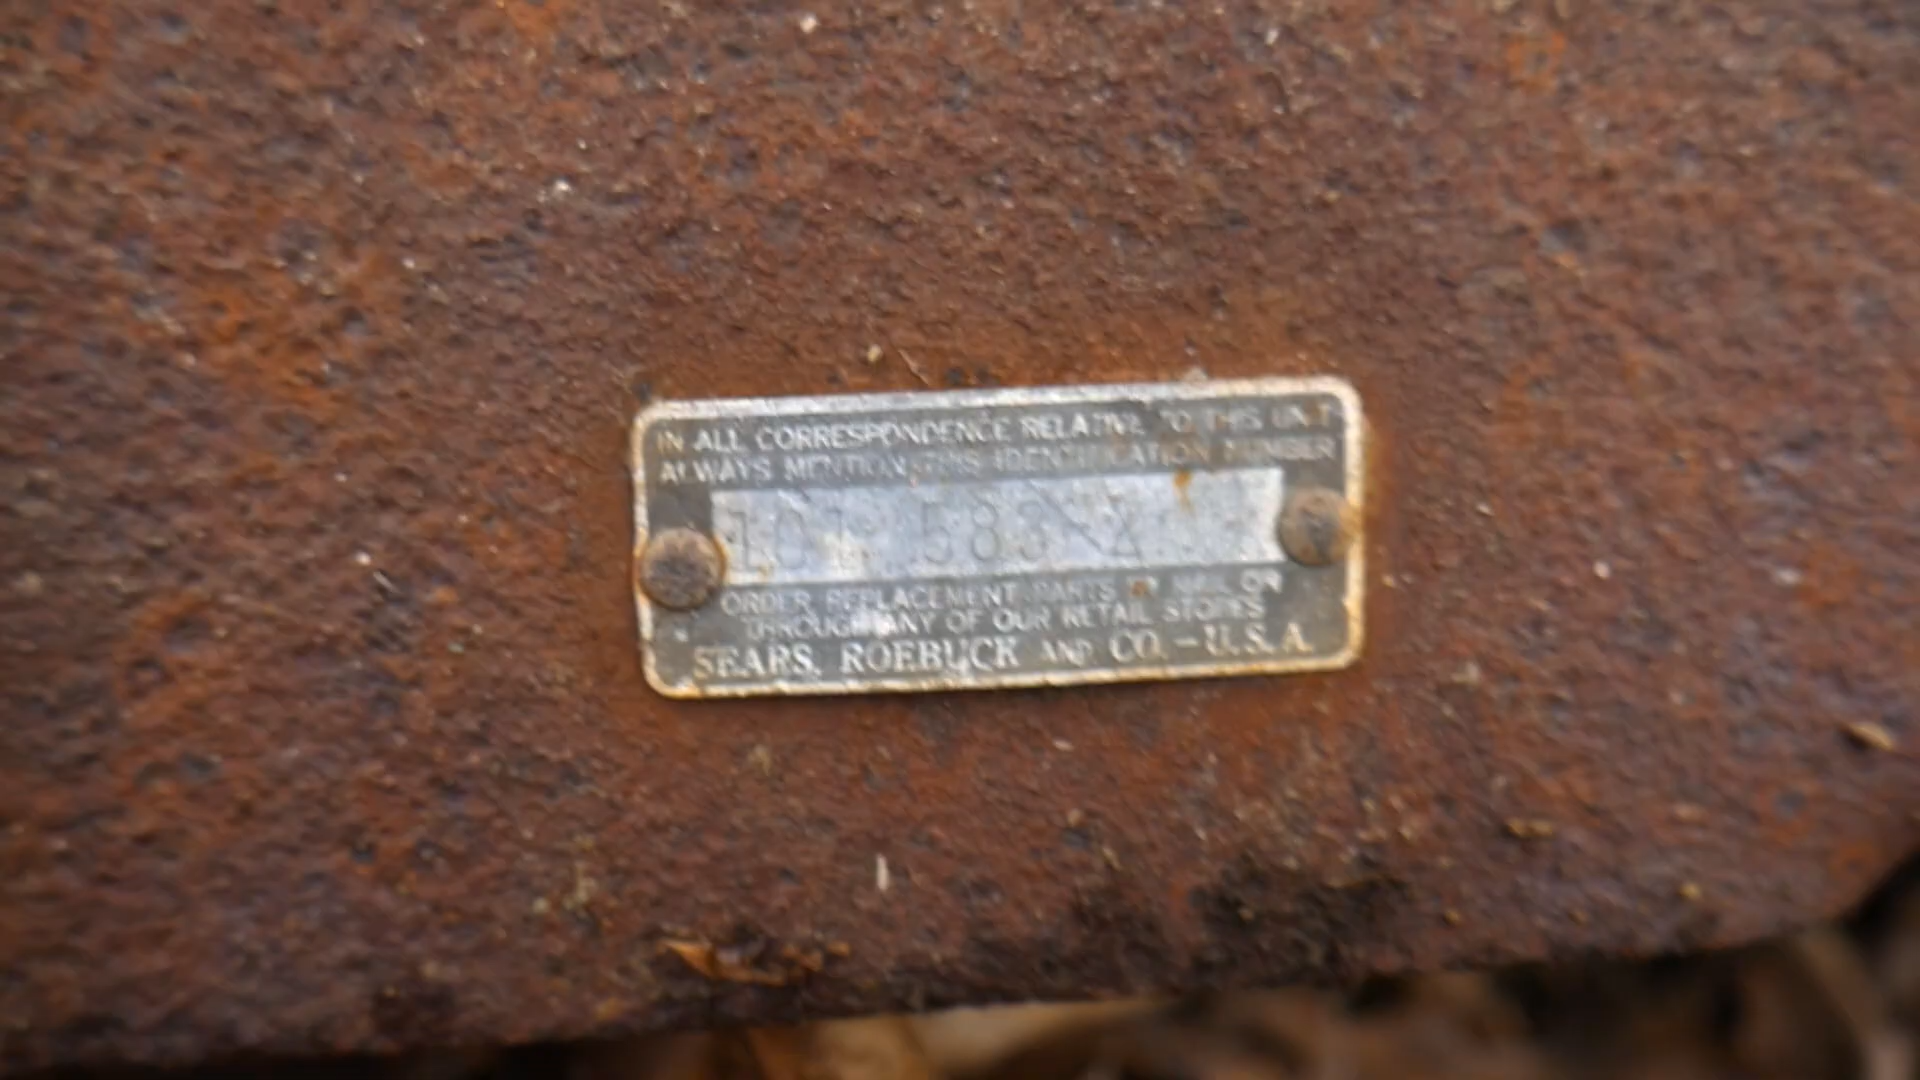 IN ALL CORRESPONDENCE RELATIVE TO THIS UNIT
ALWAYS MENTION THIS IDENTIFICATION NUMBER
ORDER REPLACEMENT PARTS BY MAIL OR
THROUGH ANY OF OUR RETAIL STORES
SEARS, ROEBUCK AND CO. - U.S.A.